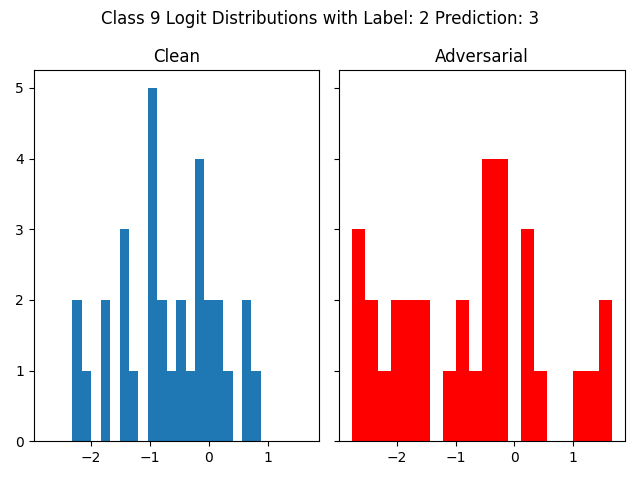 Class 9 Logit Distributions with Label: 2 Prediction: 3
Clean
Adversarial
5
4
3
2
1
0
−2 −1 0 1
−2 −1 0 1